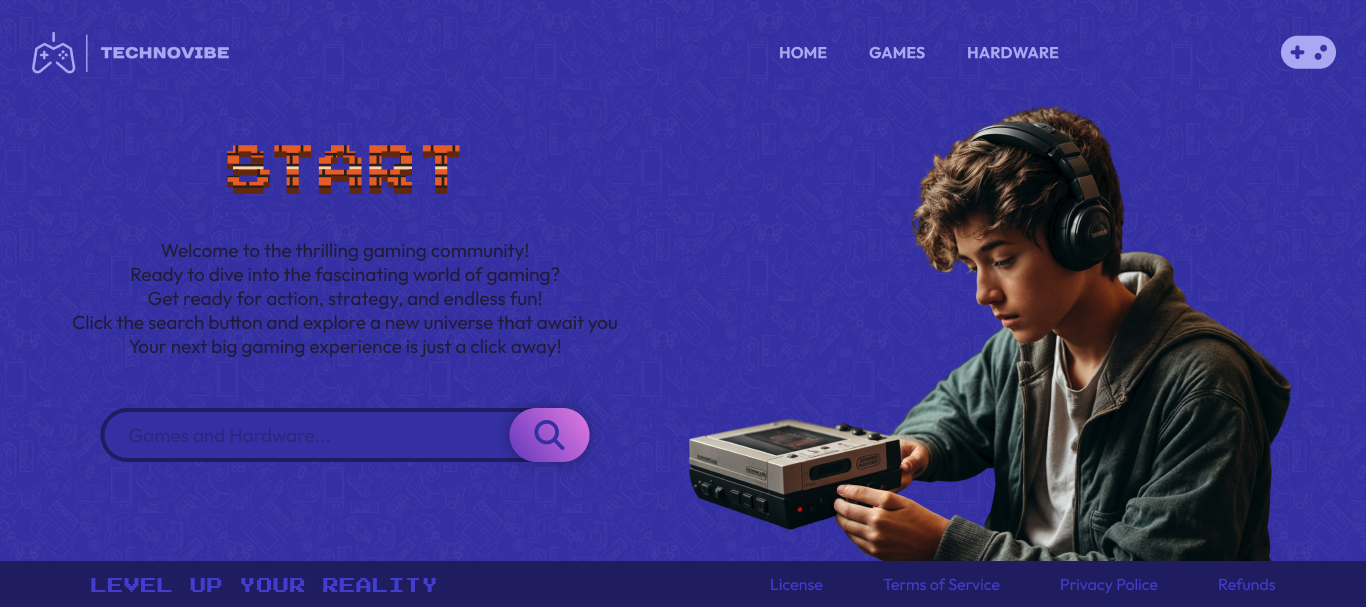 TECHNOVIBE
HOME GAMES HARDWARE
START
Welcome to the thrilling gaming community!
Ready to dive into the fascinating world of gaming?
Get ready for action, strategy, and endless fun!
Click the search button and explore a new universe that await you
Your next big gaming experience is just a click away!
Games and Hardware...
LEVEL UP YOUR REALITY
License Terms of Service Privacy Policy Refunds